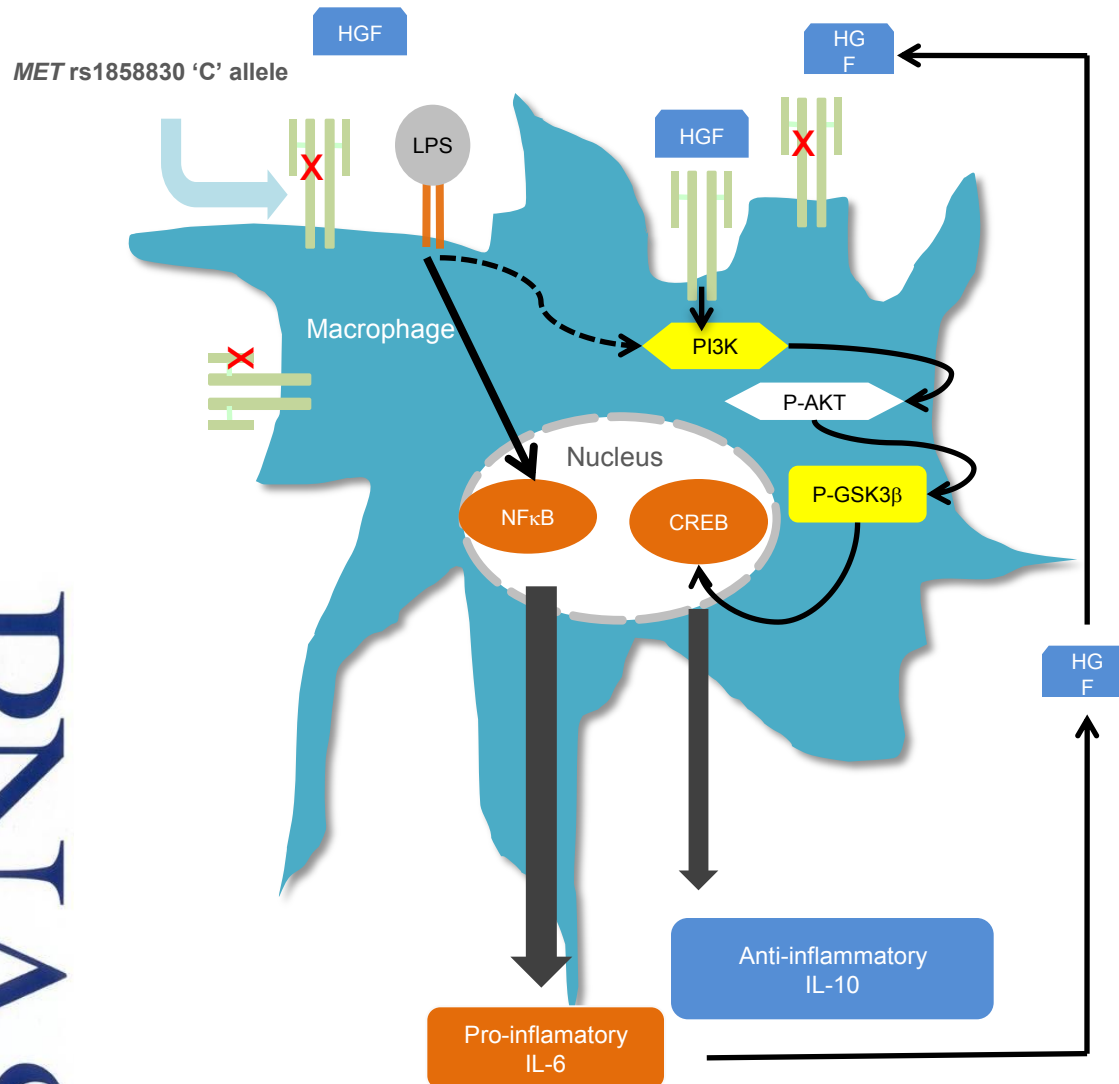 HGF
HG
F
MET rs1858830 ‘C’ allele
LPS
HGF
X
X
Macrophage
X
PI3K
P-AKT
Nucleus
P-GSK3β
NFκB
CREB
HG
F
PNAS
Anti-inflammatory
IL-10
Pro-inflamatory
IL-6